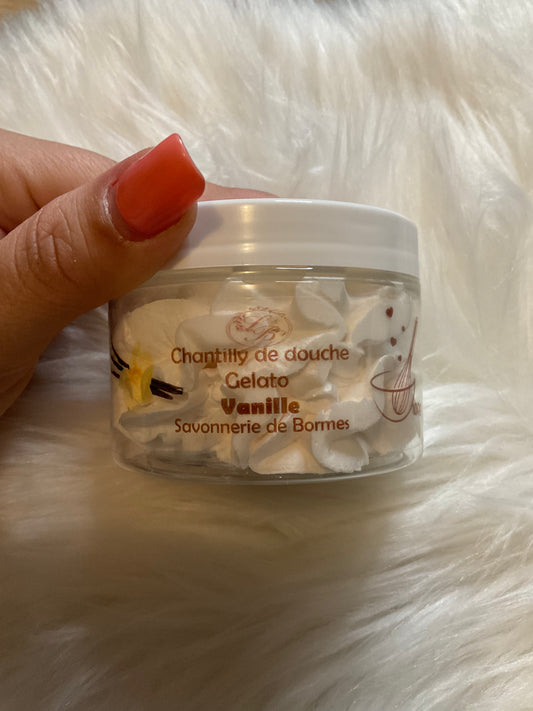 Chantilly de douche
Gelato
Vanille
Savonnerie de Bormes